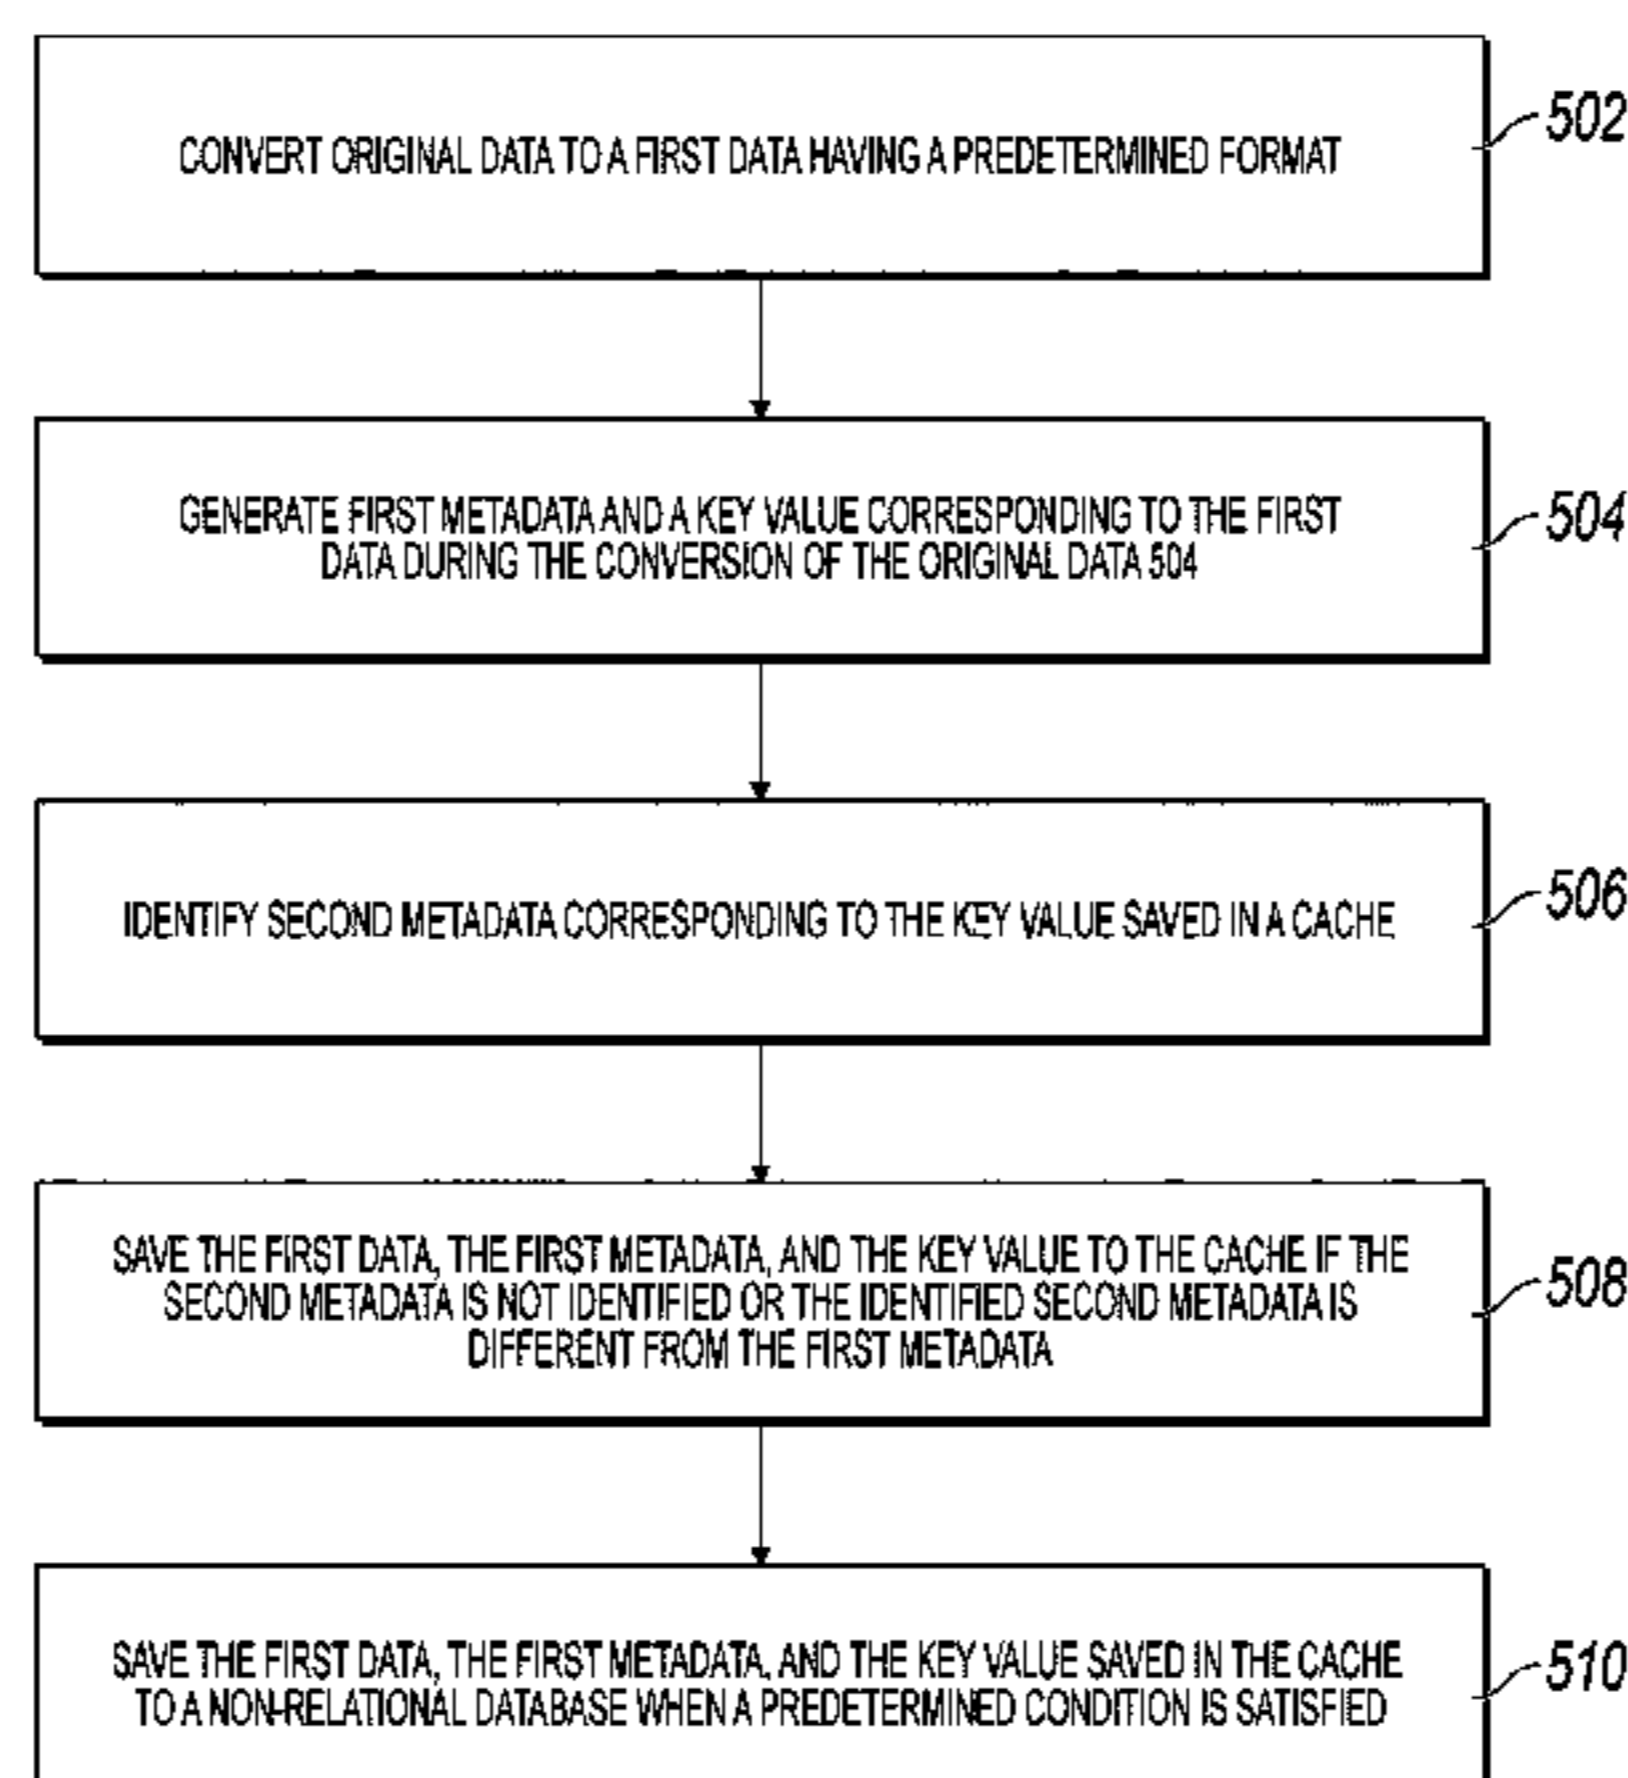 CONVERT ORIGINAL DATA TO A FIRST DATA HAVING A PREDETERMINED FORMAT
502
GENERATE FIRST METADATA AND A KEY VALUE CORRESPONDING TO THE FIRST
DATA DURING THE CONVERSION OF THE ORIGINAL DATA 504
504
IDENTIFY SECOND METADATA CORRESPONDING TO THE KEY VALUE SAVED IN A CACHE
506
SAVE THE FIRST DATA, THE FIRST METADATA, AND THE KEY VALUE TO THE CACHE IF THE
SECOND METADATA IS NOT IDENTIFIED OR THE IDENTIFIED SECOND METADATA IS
DIFFERENT FROM THE FIRST METADATA
508
SAVE THE FIRST DATA, THE FIRST METADATA, AND THE KEY VALUE SAVED IN THE CACHE
TO A NON-RELATIONAL DATABASE WHEN A PREDETERMINED CONDITION IS SATISFIED
510